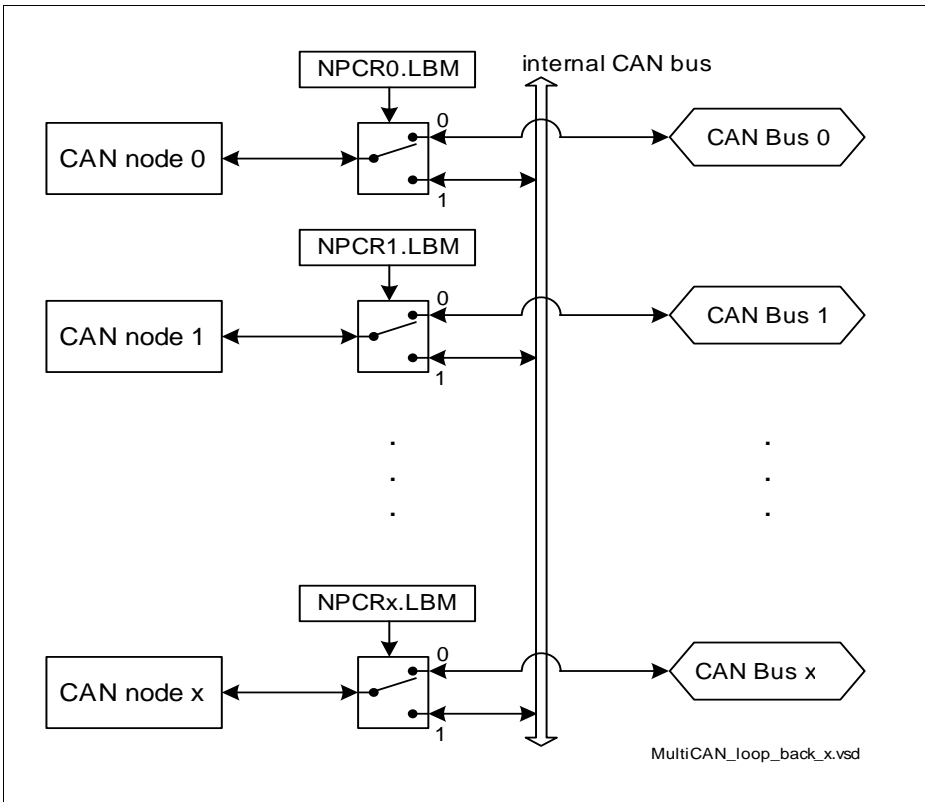 NPCR0.LBM
internal CAN bus
CAN node 0
0
1
CAN Bus 0
NPCR1.LBM
CAN node 1
0
1
CAN Bus 1
.
.
.
.
.
.
NPCRx.LBM
CAN node x
0
1
CAN Bus x
MultiCAN_loop_back_x.vsd